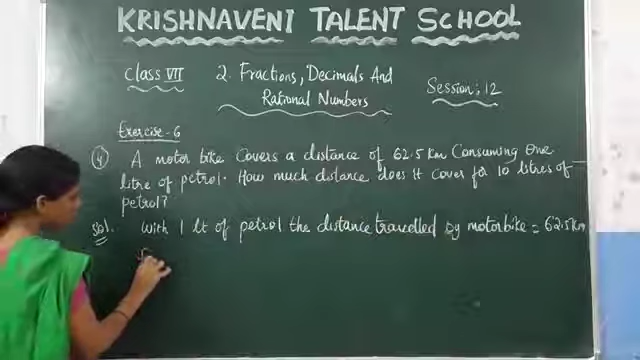 KRISHNAVENI TALENT SCHOOL
Class VII 2. Fractions, Decimals And Session: 12
Rational Numbers
Exercise-6
④ A motor bike Covers a distance of 62.5 Km Consuming One
litre of petrol. How much distance does it cover for 10 litres of
petrol?
Sol. With 1 lt of petrol the distance travelled by motorbike = 62.5 Km